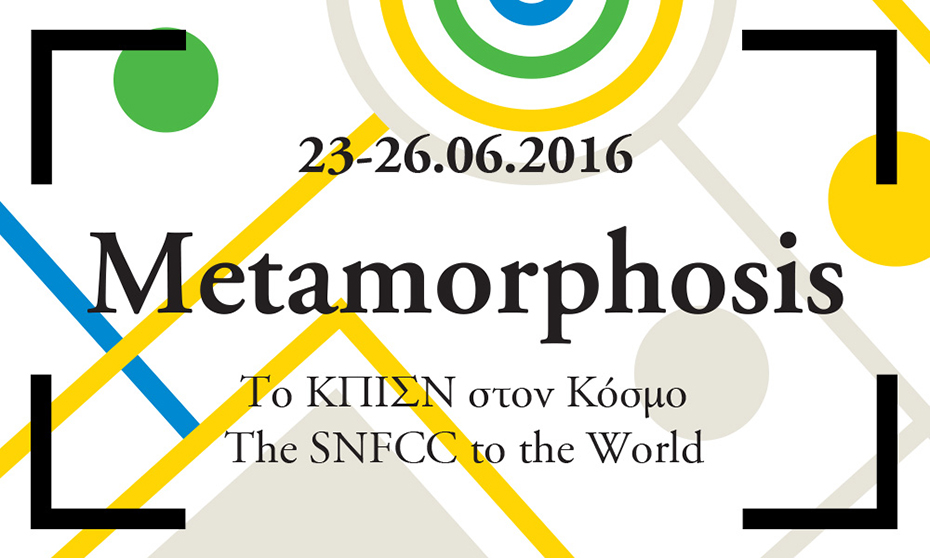 23-26.06.2016
Metamorphosis
Το ΚΠΙΣΝ στον Κόσμο
The SNFCC to the World